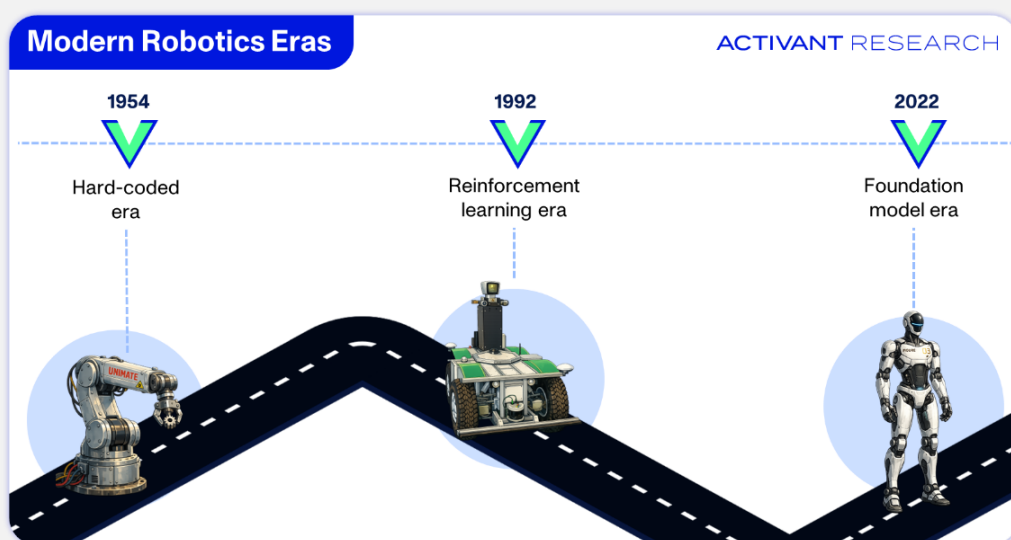 Modern Robotics Eras
ACTIVANT RESEARCH
1954
1992
2022
Hard-coded
era
Reinforcement
learning era
Foundation
model era
UNIMATE